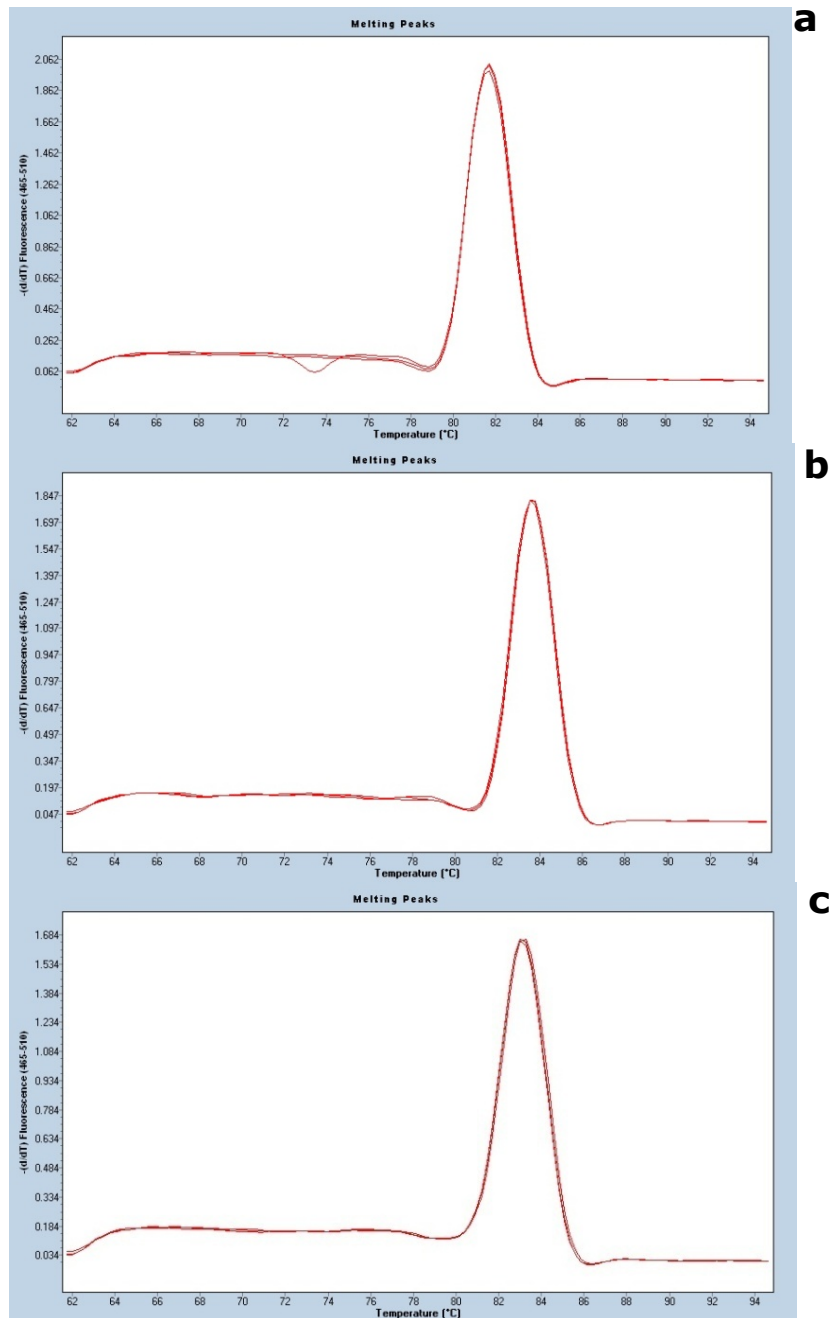 Melting Peaks
a
2.062
1.862
1.662
1.462
1.262
1.062
0.862
0.662
0.462
0.262
0.062
-(d/dT) Fluorescence (465-510)
62 64 66 68 70 72 74 76 78 80 82 84 86 88 90 92 94
Temperature (°C)
Melting Peaks
b
1.847
1.697
1.547
1.397
1.247
1.097
0.947
0.797
0.647
0.497
0.347
0.197
0.047
-(d/dT) Fluorescence (465-510)
62 64 66 68 70 72 74 76 78 80 82 84 86 88 90 92 94
Temperature (°C)
Melting Peaks
c
1.684
1.534
1.384
1.234
1.084
0.934
0.784
0.634
0.484
0.334
0.184
0.034
-(d/dT) Fluorescence (465-510)
62 64 66 68 70 72 74 76 78 80 82 84 86 88 90 92 94
Temperature (°C)